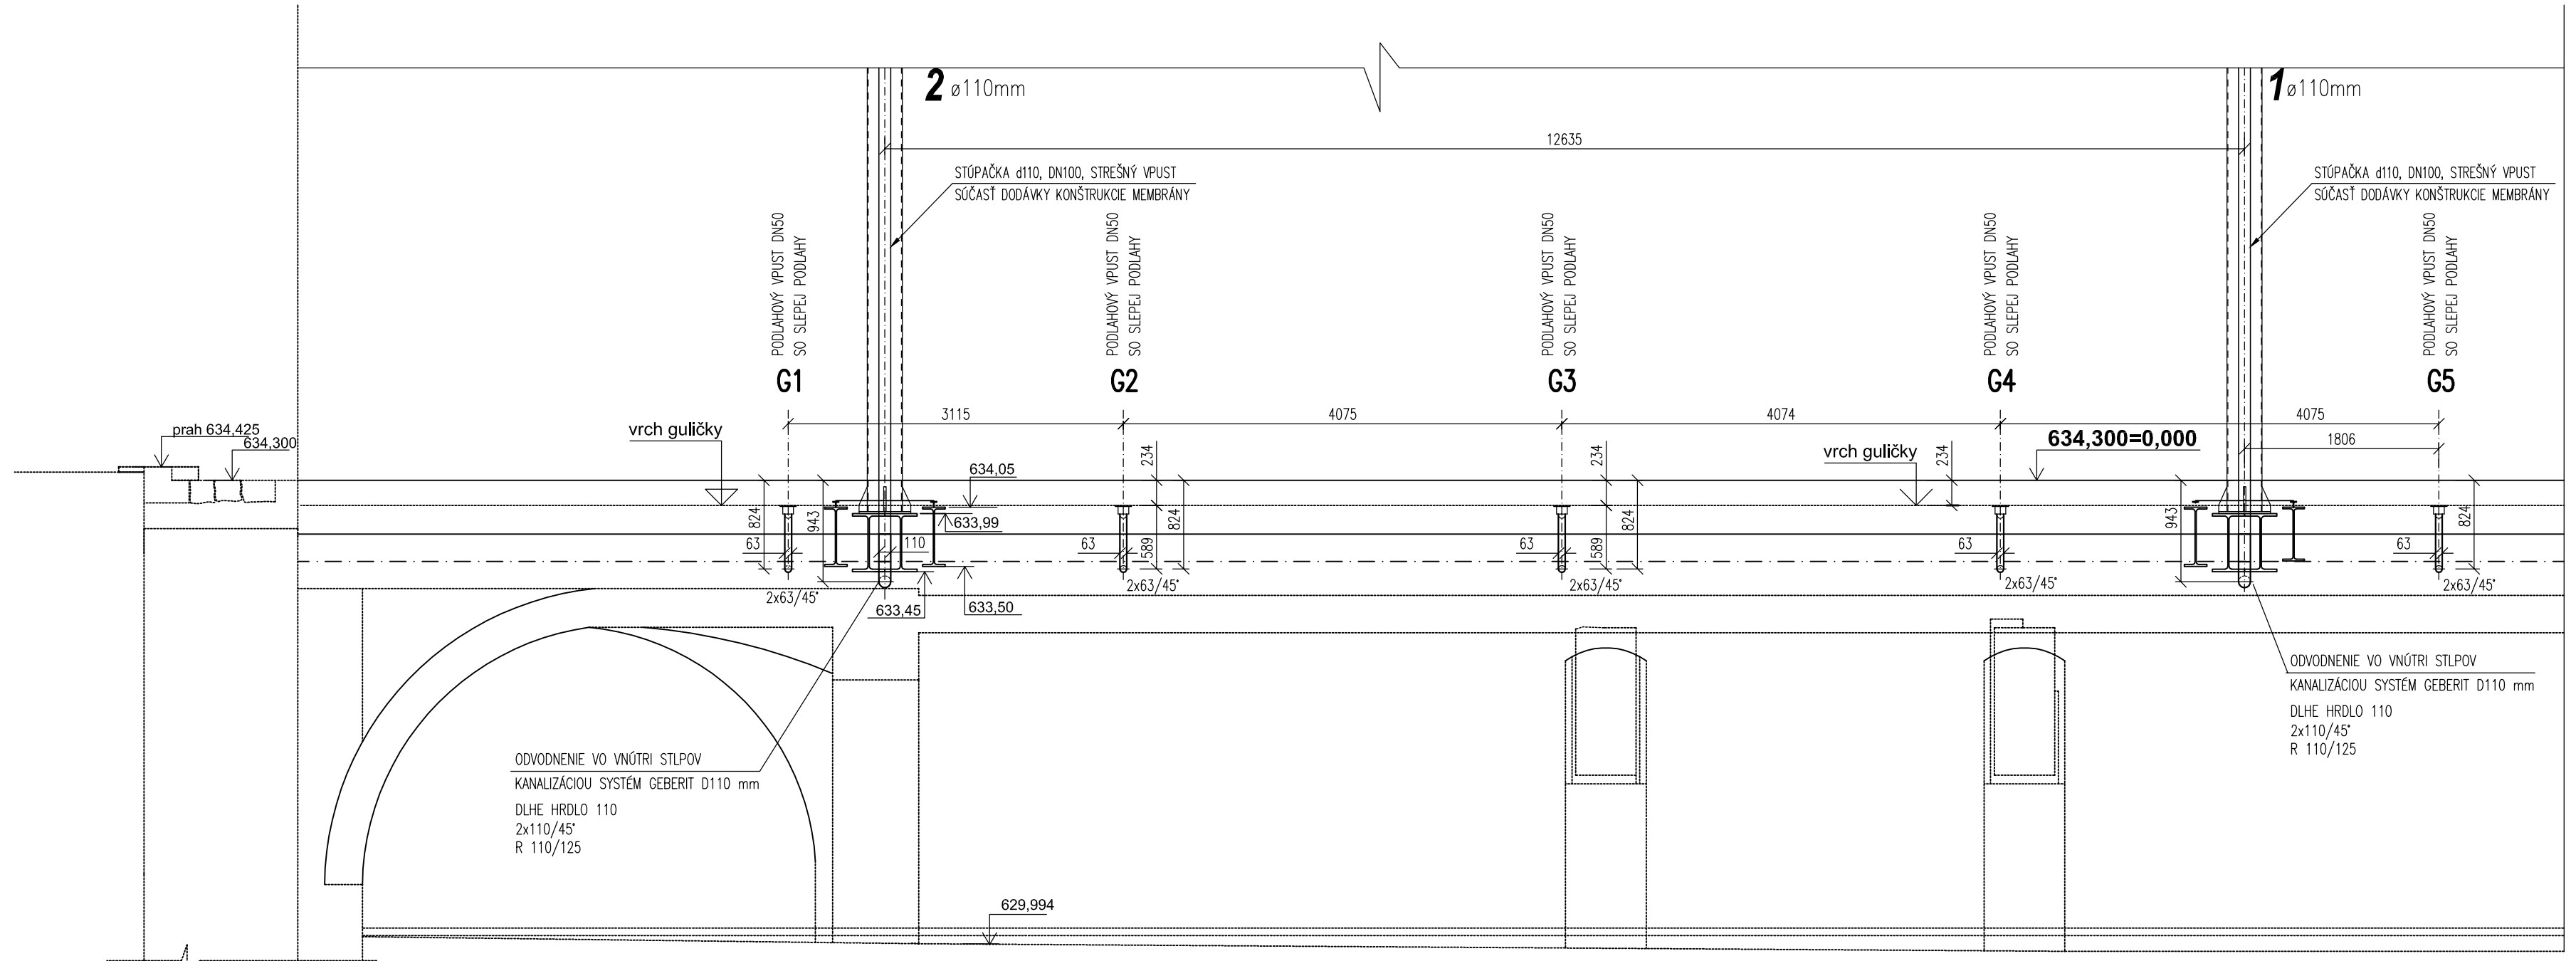 2 ø110mm
1 ø110mm
12635
STÚPAČKA d110, DN100, STREŠNÝ VPUST
SÚČASŤ DODÁVKY KONŠTRUKCIE MEMBRÁNY
STÚPAČKA d110, DN100, STREŠNÝ VPUST
SÚČASŤ DODÁVKY KONŠTRUKCIE MEMBRÁNY
PODLAHOVÝ VPUST DN50
SO SLEPEJ PODLAHY
PODLAHOVÝ VPUST DN50
SO SLEPEJ PODLAHY
PODLAHOVÝ VPUST DN50
SO SLEPEJ PODLAHY
PODLAHOVÝ VPUST DN50
SO SLEPEJ PODLAHY
PODLAHOVÝ VPUST DN50
SO SLEPEJ PODLAHY
G1
G2
G3
G4
G5
3115
4075
4074
4075
prah 634,425
634,300
vrch guličky
vrch guličky
634,300=0,000
1806
234
234
234
634,05
633,99
824
943
824
824
943
824
589
589
63
110
63
63
63
63
2x63/45°
2x63/45°
2x63/45°
2x63/45°
2x63/45°
633,45
633,50
ODVODNENIE VO VNÚTRI STLPOV
KANALIZÁCIOU SYSTÉM GEBERIT D110 mm
DLHE HRDLO 110
2x110/45°
R 110/125
ODVODNENIE VO VNÚTRI STLPOV
KANALIZÁCIOU SYSTÉM GEBERIT D110 mm
DLHE HRDLO 110
2x110/45°
R 110/125
629,994